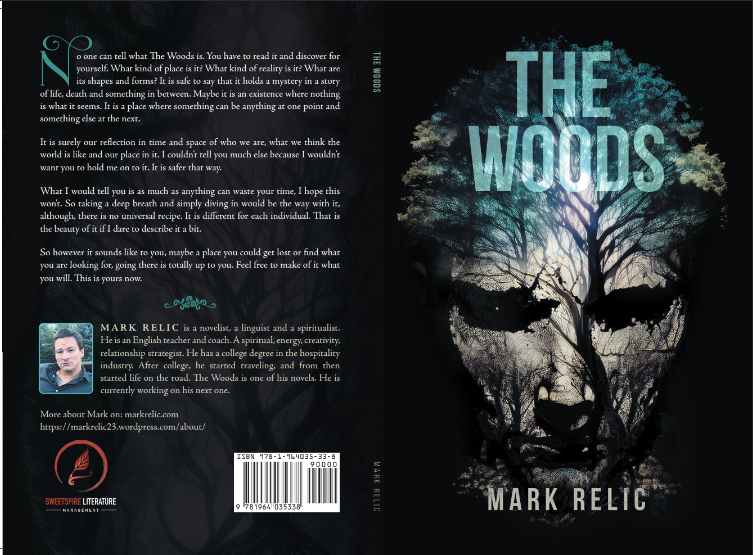 No one can tell what The Woods is. You have to read it and discover for
yourself. What kind of place is it? What kind of reality is it? What are
its shapes and forms? It is safe to say that it holds a mystery in a story
of life, death and something in between. Maybe it is an existence where nothing
is what it seems. It is a place where something can be anything at one point and
something else at the next.
It is surely our reflection in time and space of who we are, what we think the
world is like and our place in it. I couldn't tell you much else because I wouldn't
want you to hold me on to it. It is safer that way.
What I would tell you is as much as anything can waste your time, I hope this
won't. So taking a deep breath and simply diving in would be the way with it,
although, there is no universal recipe. It is different for each individual. That is
the beauty of it if I dare to describe it a bit.
So however it sounds like to you, maybe a place you could get lost or find what
you are looking for, going there is totally up to you. Feel free to make of it what
you will. This is yours now.
MARK RELIC is a novelist, a linguist and a spiritualist.
He is an English teacher and coach. A spiritual, energy, creativity,
relationship strategist. He has a college degree in the hospitality
industry. After college, he started traveling, and from then
started life on the road. The Woods is one of his novels. He is
currently working on his next one.
More about Mark on: markrelic.com
https://markrelic23.wordpress.com/about/
SWEETSPIRE LITERATURE
MANAGEMENT
ISBN 978-1-964035-33-8
90000
9 781964 035338
THE WOODS
MARK RELIC
THE
WOODS
MARK RELIC